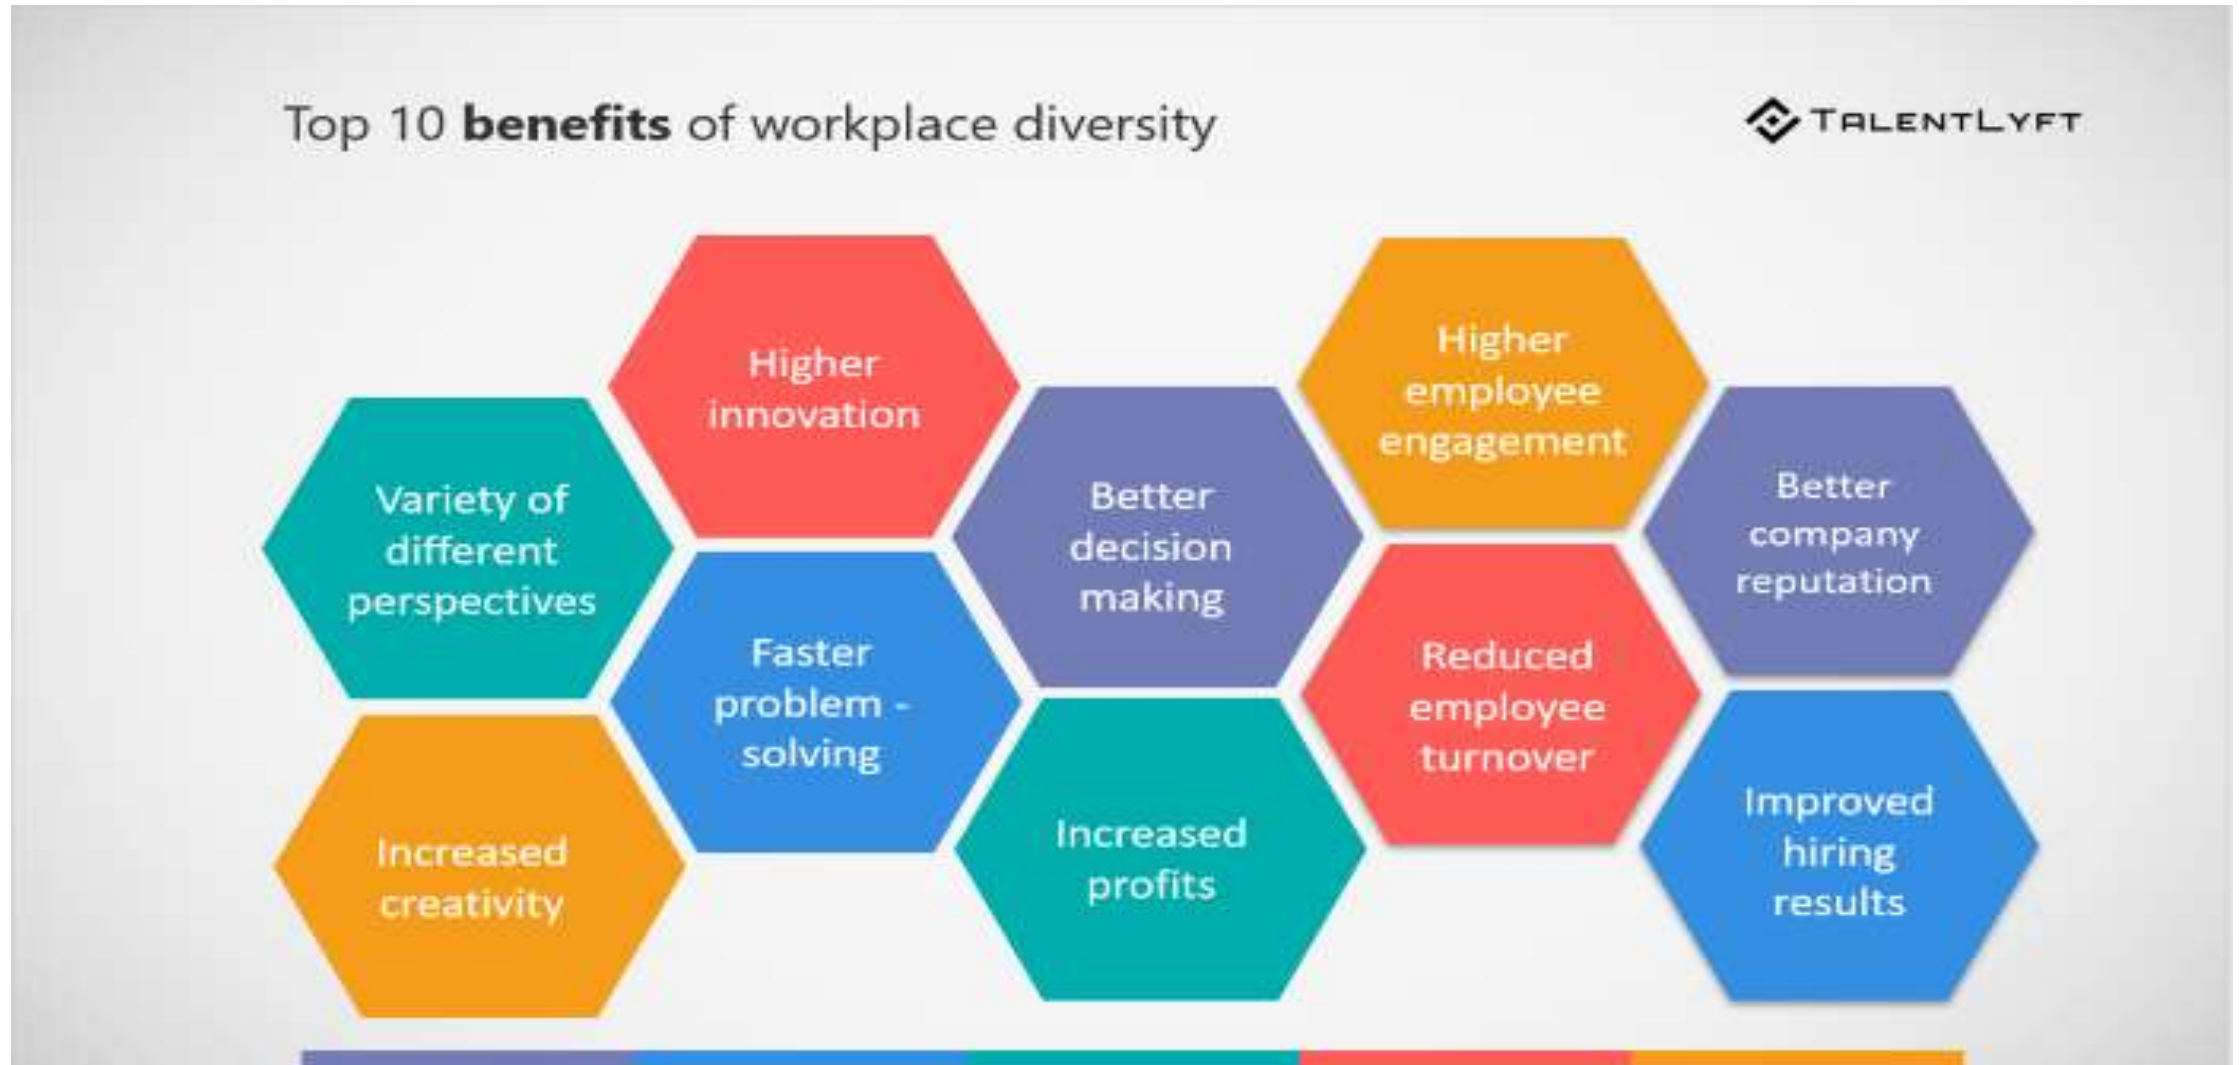 Top 10 benefits of workplace diversity
TALENTLYFT
Variety of
different
perspectives
Increased
creativity
Higher
innovation
Faster
problem -
solving
Better
decision
making
Increased
profits
Higher
employee
engagement
Reduced
employee
turnover
Better
company
reputation
Improved
hiring
results